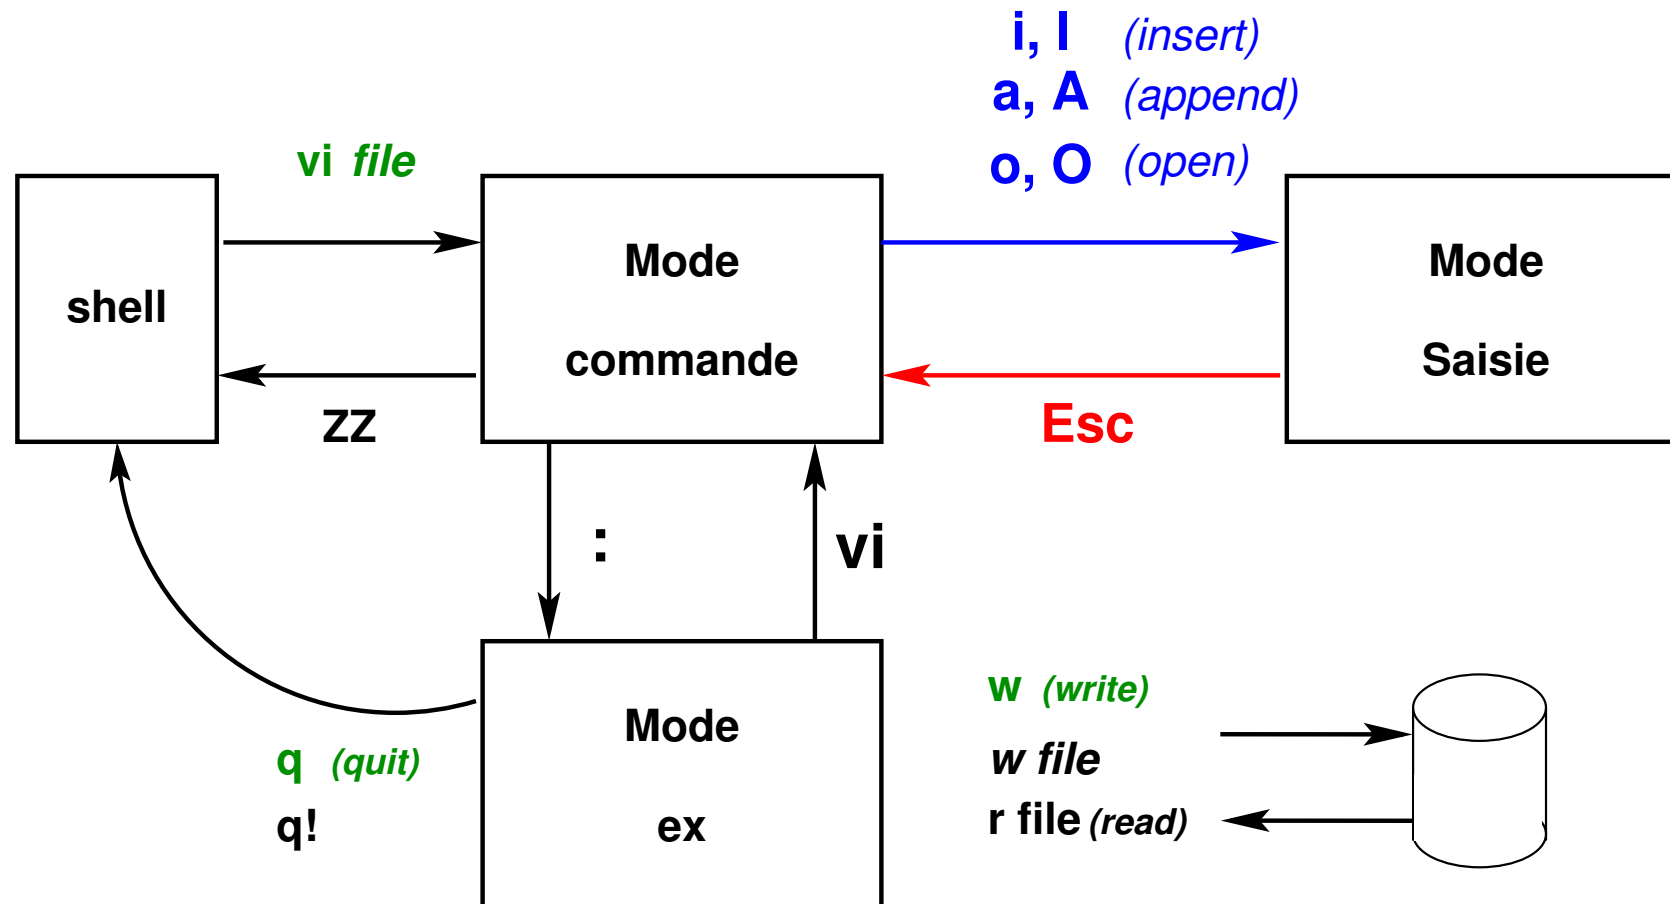 i, I (insert)
a, A (append)
o, O (open)
vi file
shell
Mode
commande
Mode
Saisie
ZZ
Esc
:
vi
Mode
ex
q (quit)
q!
w (write)
w file
r file (read)